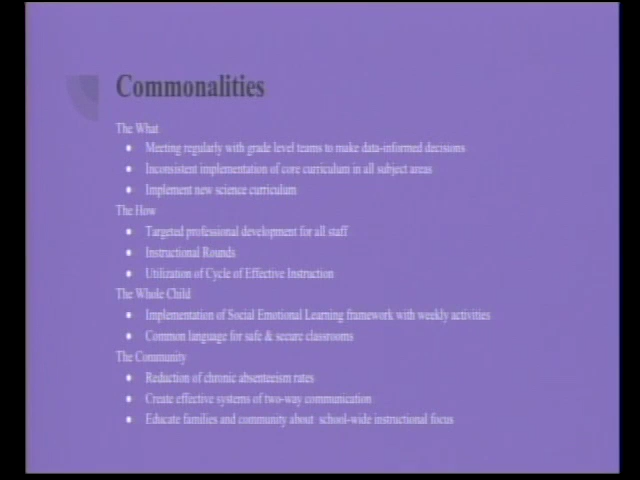 Commonalities
The What
Meeting regularly with grade level teams to make data-informed decisions
Inconsistent implementation of core curriculum in all subject areas
Implement new science curriculum
The How
Targeted professional development for all staff
Instructional Rounds
Utilization of Cycle of Effective Instruction
The Whole Child
Implementation of Social Emotional Learning framework with weekly activities
Common language for safe & secure classrooms
The Community
Reduction of chronic absenteeism rates
Create effective systems of two-way communication
Educate families and community about school-wide instructional focus